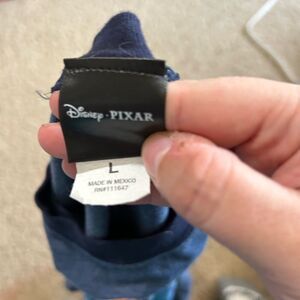 Disney · PIXAR
L
MADE IN MEXICO
RN#111647